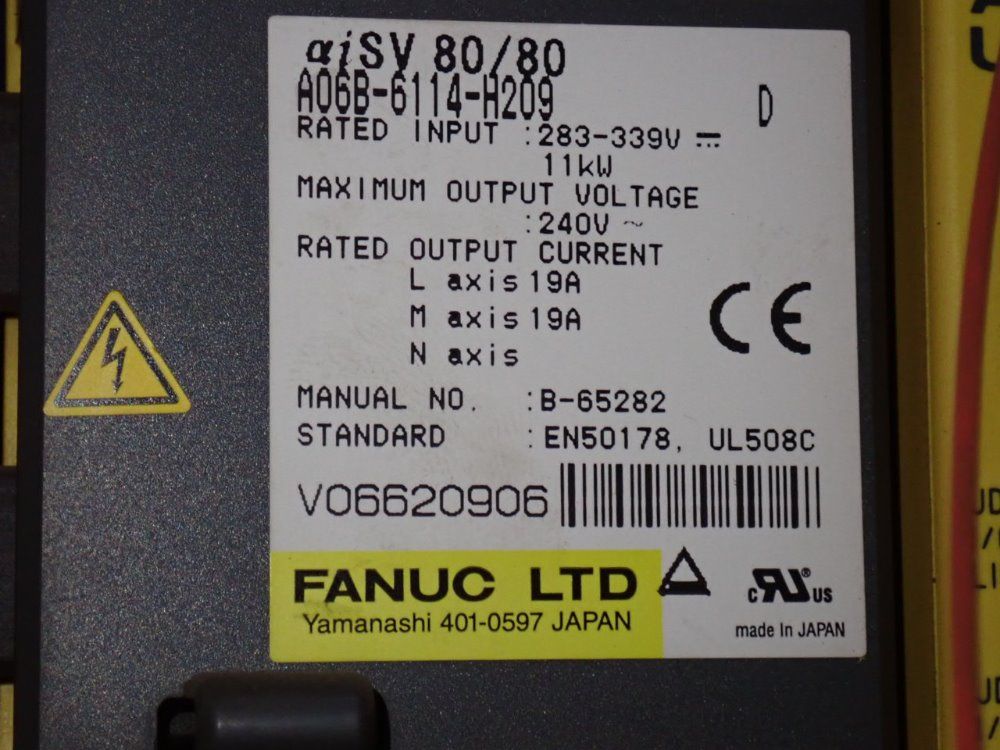 αiSV 80/80
A06B-6114-H209 D
RATED INPUT :283-339V ⎓
11kW
MAXIMUM OUTPUT VOLTAGE
:240V ~
RATED OUTPUT CURRENT
L axis 19A
M axis 19A
N axis
CE
MANUAL NO. :B-65282
STANDARD :EN50178, UL508C
V06620906
FANUC LTD
Yamanashi 401-0597 JAPAN
c RU ® US
made In JAPAN